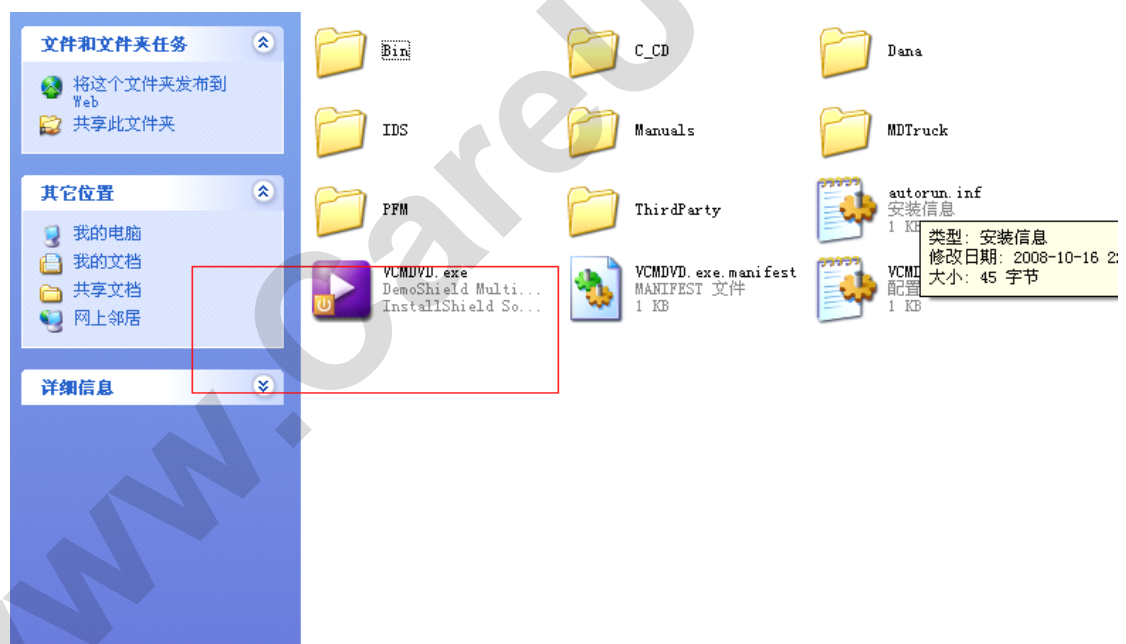 文件和文件夹任务
将这个文件夹发布到
Web
共享此文件夹
其它位置
我的电脑
我的文档
共享文档
网上邻居
详细信息
Bin
C_CD
Dana
IDS
Manuals
MDTruck
PFM
ThirdParty
autorun.inf
安装信息
1 KB
类型: 安装信息
修改日期: 2008-10-16 2
大小: 45 字节
VCMDVD.exe
DemoShield Multi...
InstallShield So...
VCMDVD.exe.manifest
MANIFEST 文件
1 KB
配置
1 KB
www.CareU